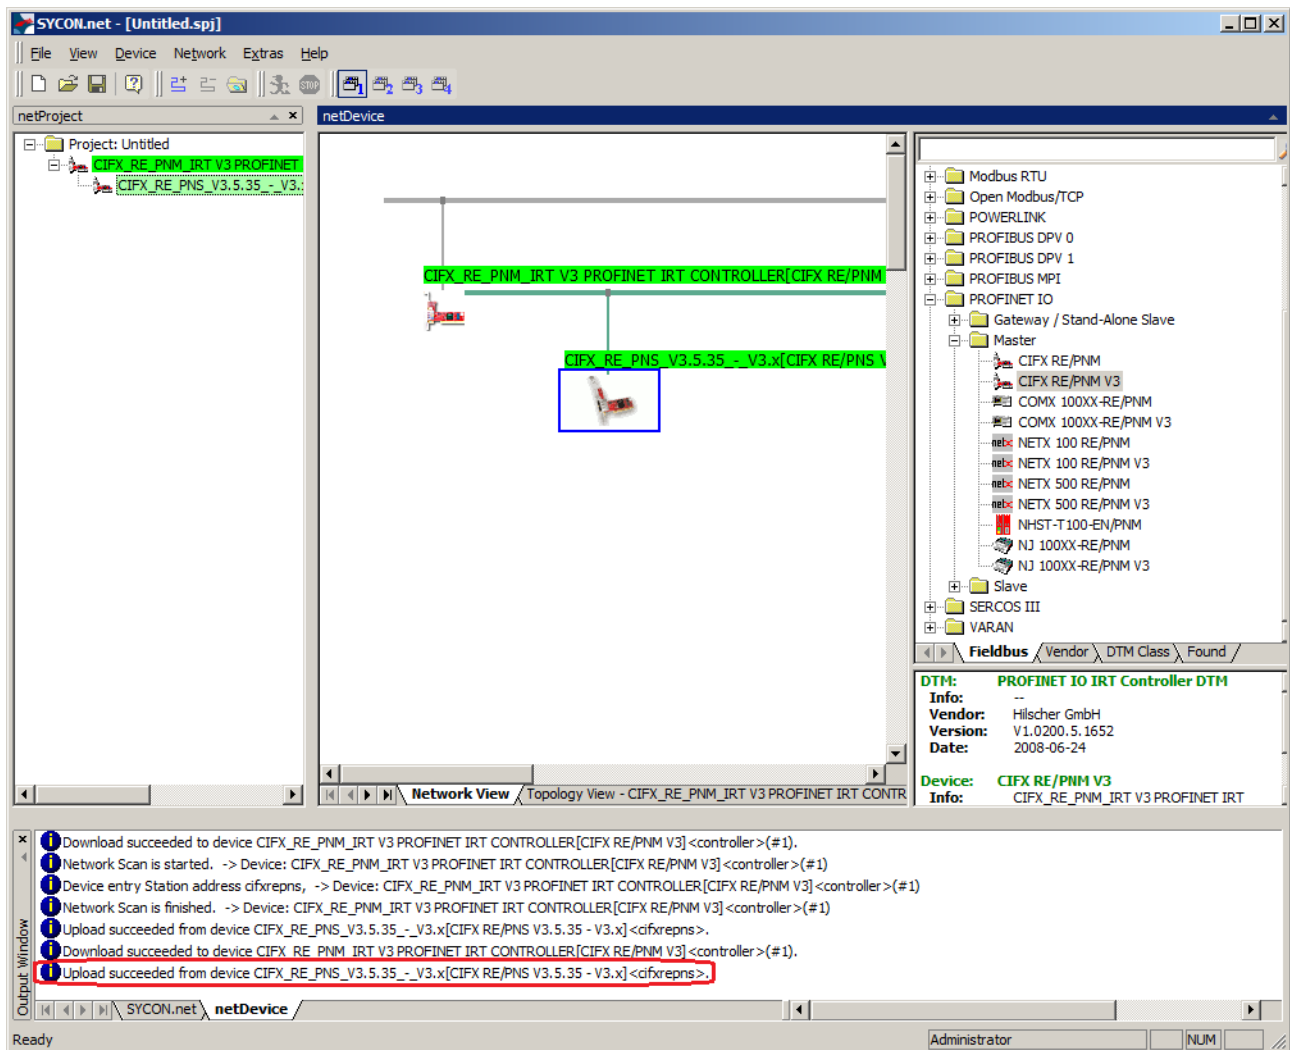 SYCON.net - [Untitled.spj]
File View Device Network Extras Help
netProject
netDevice
Project: Untitled
CIFX_RE_PNM_IRT V3 PROFINET
CIFX_RE_PNS_V3.5.35_-_V3.
CIFX_RE_PNM_IRT V3 PROFINET IRT CONTROLLER[CIFX RE/PNM
CIFX_RE_PNS_V3.5.35_-_V3.x[CIFX RE/PNS V
Modbus RTU
Open Modbus/TCP
POWERLINK
PROFIBUS DPV 0
PROFIBUS DPV 1
PROFIBUS MPI
PROFINET IO
Gateway / Stand-Alone Slave
Master
CIFX RE/PNM
CIFX RE/PNM V3
COMX 100XX-RE/PNM
COMX 100XX-RE/PNM V3
NETX 100 RE/PNM
NETX 100 RE/PNM V3
NETX 500 RE/PNM
NETX 500 RE/PNM V3
NHST-T100-EN/PNM
NJ 100XX-RE/PNM
NJ 100XX-RE/PNM V3
Slave
SERCOS III
VARAN
Fieldbus Vendor DTM Class Found
DTM: PROFINET IO IRT Controller DTM
Info: --
Vendor: Hilscher GmbH
Version: V1.0200.5.1652
Date: 2008-06-24
Device: CIFX RE/PNM V3
Info: CIFX_RE_PNM_IRT V3 PROFINET IRT
Network View Topology View - CIFX_RE_PNM_IRT V3 PROFINET IRT CONTR
Download succeeded to device CIFX_RE_PNM_IRT V3 PROFINET IRT CONTROLLER[CIFX RE/PNM V3]<controller>(#1).
Network Scan is started. -> Device: CIFX_RE_PNM_IRT V3 PROFINET IRT CONTROLLER[CIFX RE/PNM V3]<controller>(#1)
Device entry Station address cifxrepns, -> Device: CIFX_RE_PNM_IRT V3 PROFINET IRT CONTROLLER[CIFX RE/PNM V3]<controller>(#1)
Network Scan is finished. -> Device: CIFX_RE_PNM_IRT V3 PROFINET IRT CONTROLLER[CIFX RE/PNM V3]<controller>(#1)
Upload succeeded from device CIFX_RE_PNS_V3.5.35_-_V3.x[CIFX RE/PNS V3.5.35 - V3.x]<cifxrepns>.
Download succeeded to device CIFX_RE_PNM_IRT V3 PROFINET IRT CONTROLLER[CIFX RE/PNM V3]<controller>(#1).
Upload succeeded from device CIFX_RE_PNS_V3.5.35_-_V3.x[CIFX RE/PNS V3.5.35 - V3.x]<cifxrepns>.
Output Window
SYCON.net netDevice
Ready
Administrator
NUM